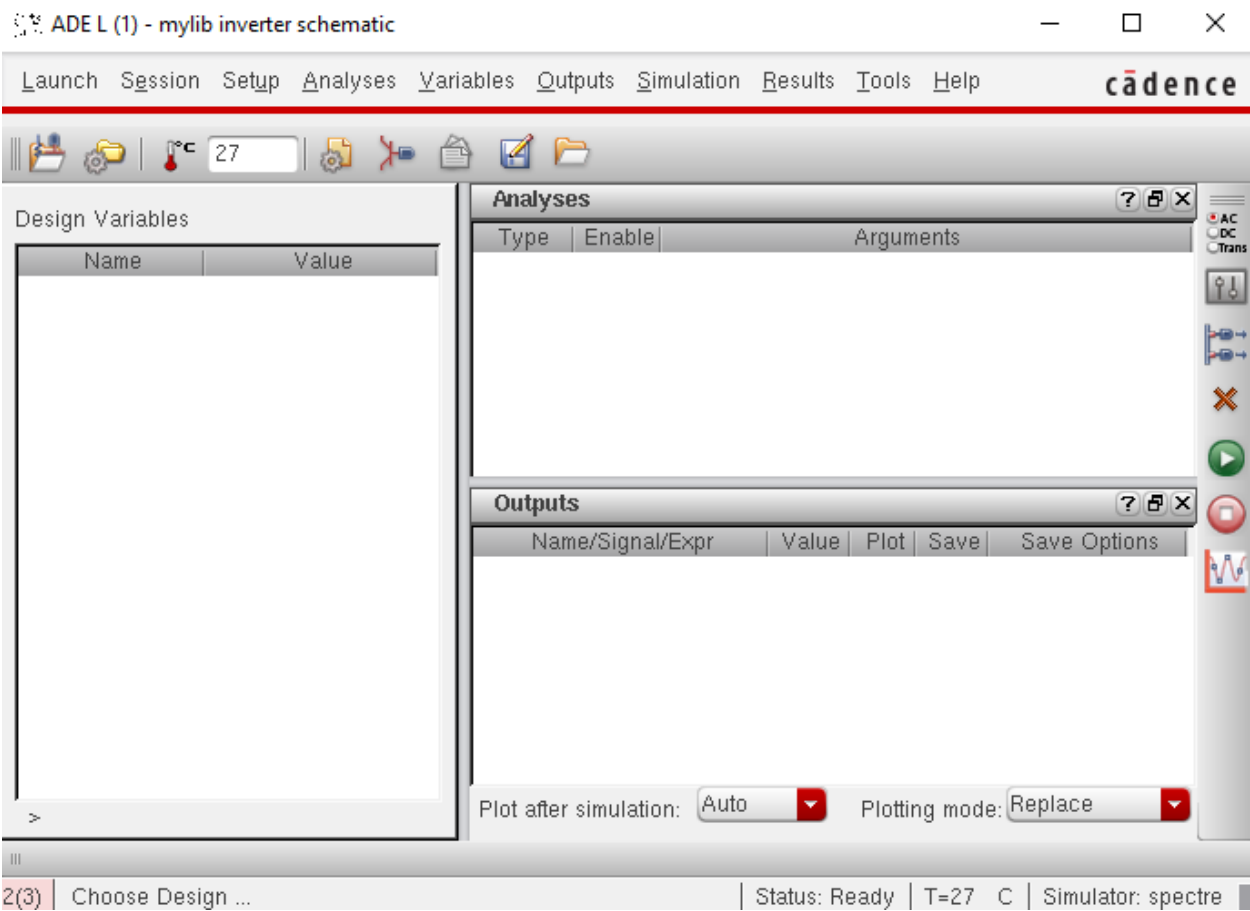 ADE L (1) - mylib inverter schematic
Launch Session Setup Analyses Variables Outputs Simulation Results Tools Help cādence
°C 27
Design Variables
Name Value
>
Analyses
Type Enable Arguments
Outputs
Name/Signal/Expr Value Plot Save Save Options
Plot after simulation: Auto Plotting mode: Replace
AC
DC
Trans
2(3) Choose Design ... Status: Ready T=27 C Simulator: spectre